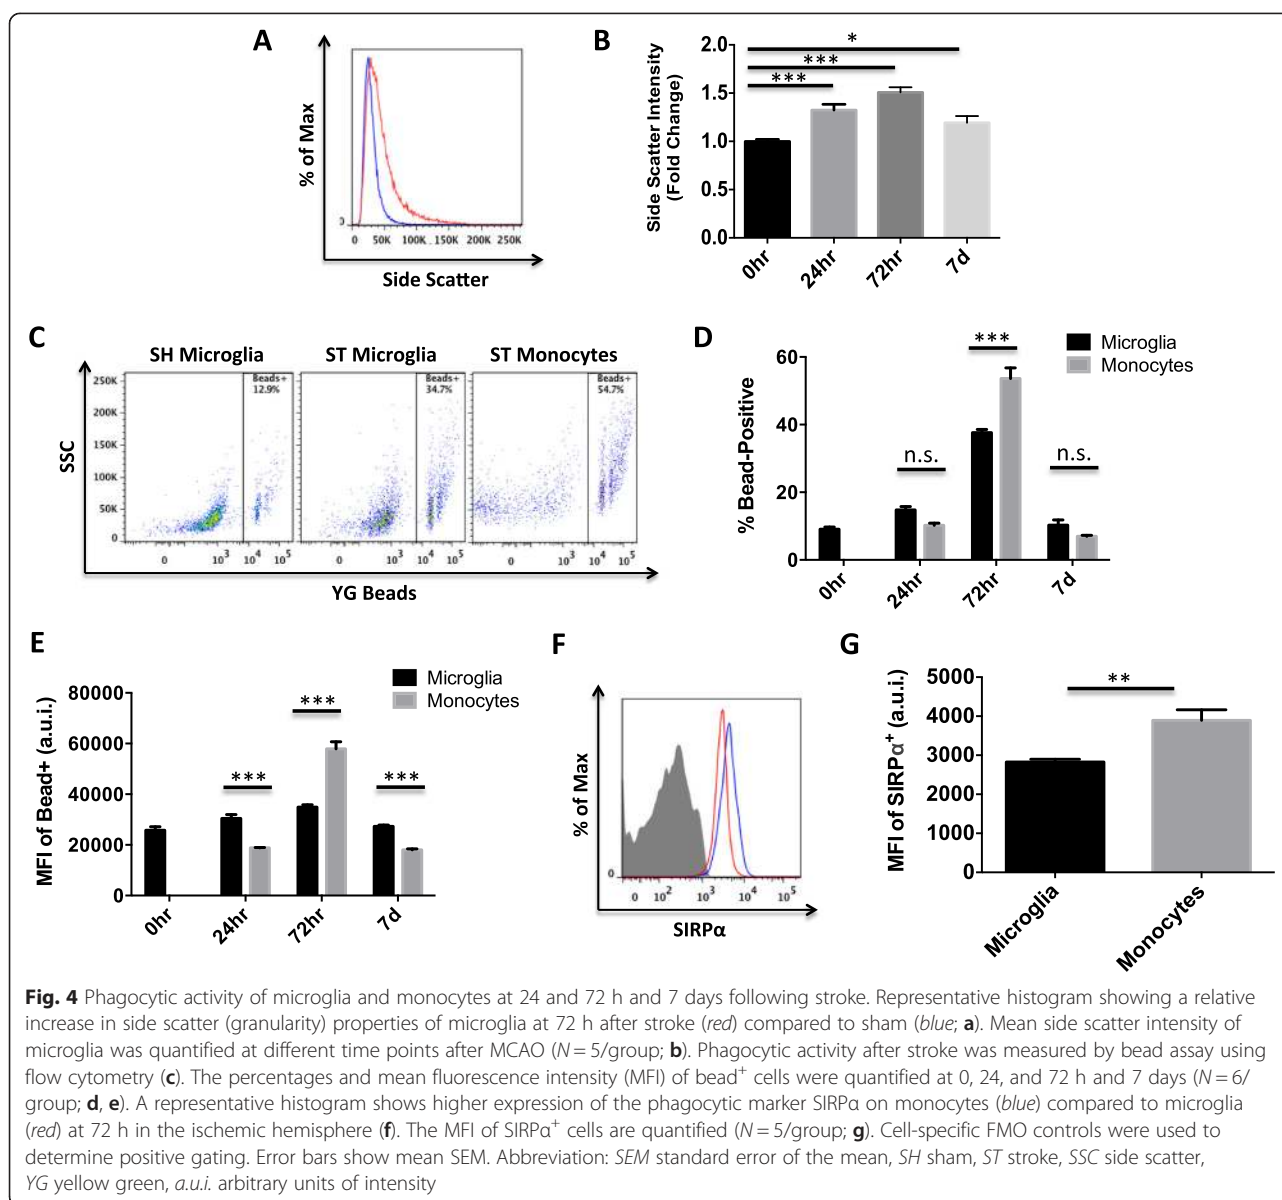 A
% of Max
0
0 50K 100K 150K 200K 250K
Side Scatter
B
Side Scatter Intensity
(Fold Change)
2.0
1.5
1.0
0.5
0.0
*
***
***
0hr 24hr 72hr 7d
C
SH Microglia ST Microglia ST Monocytes
Beads+
12.9%
Beads+
34.7%
Beads+
54.7%
SSC
250K
200K
150K
100K
50K
0
0 10³ 10⁴ 10⁵ 0 10³ 10⁴ 10⁵ 0 10³ 10⁴ 10⁵
YG Beads
D
Microglia
Monocytes
% Bead-Positive
60
40
20
0
n.s.
***
n.s.
0hr 24hr 72hr 7d
E
Microglia
Monocytes
MFI of Bead+ (a.u.i.)
80000
60000
40000
20000
0
***
***
***
0hr 24hr 72hr 7d
F
% of Max
0
0 10² 10³ 10⁴ 10⁵
SIRPα
G
MFI of SIRPα⁺ (a.u.i.)
5000
4000
3000
2000
1000
0
**
Microglia Monocytes
Fig. 4 Phagocytic activity of microglia and monocytes at 24 and 72 h and 7 days following stroke. Representative histogram showing a relative
increase in side scatter (granularity) properties of microglia at 72 h after stroke (red) compared to sham (blue; a). Mean side scatter intensity of
microglia was quantified at different time points after MCAO (N = 5/group; b). Phagocytic activity after stroke was measured by bead assay using
flow cytometry (c). The percentages and mean fluorescence intensity (MFI) of bead⁺ cells were quantified at 0, 24, and 72 h and 7 days (N = 6/
group; d, e). A representative histogram shows higher expression of the phagocytic marker SIRPα on monocytes (blue) compared to microglia
(red) at 72 h in the ischemic hemisphere (f). The MFI of SIRPα⁺ cells are quantified (N = 5/group; g). Cell-specific FMO controls were used to
determine positive gating. Error bars show mean SEM. Abbreviation: SEM standard error of the mean, SH sham, ST stroke, SSC side scatter,
YG yellow green, a.u.i. arbitrary units of intensity